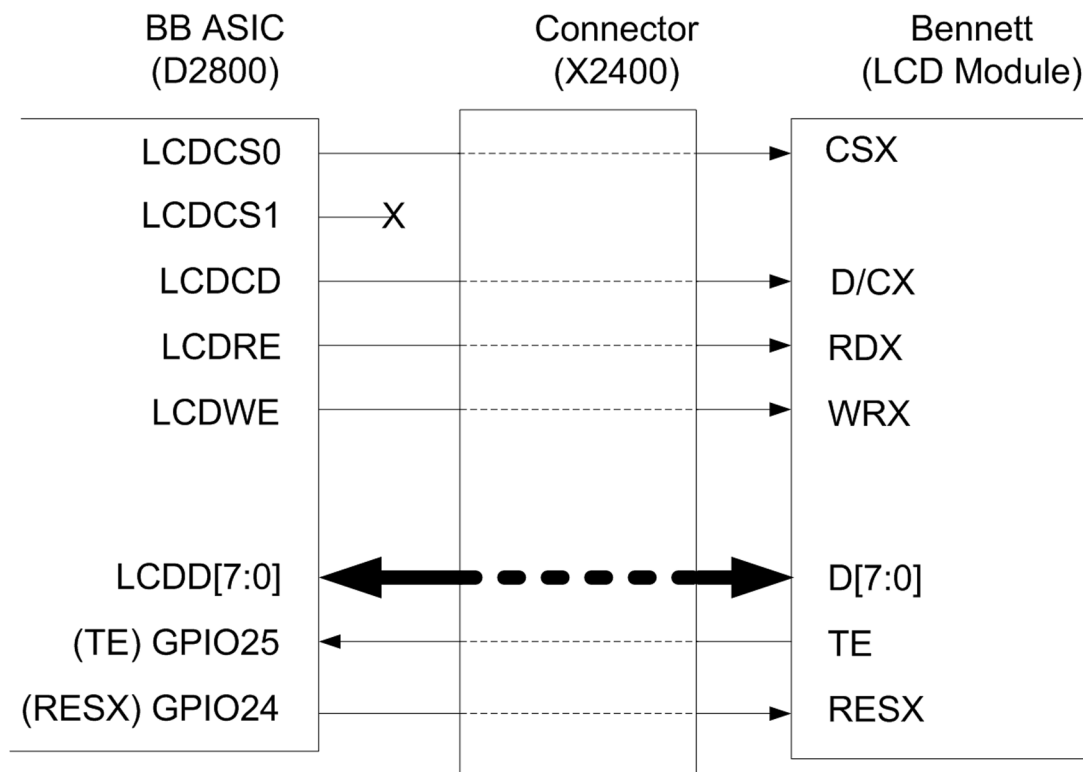 BB ASIC
(D2800)
Connector
(X2400)
Bennett
(LCD Module)
LCDCS0
CSX
LCDCS1
X
LCDCD
D/CX
LCDRE
RDX
LCDWE
WRX
LCDD[7:0]
D[7:0]
(TE) GPIO25
TE
(RESX) GPIO24
RESX